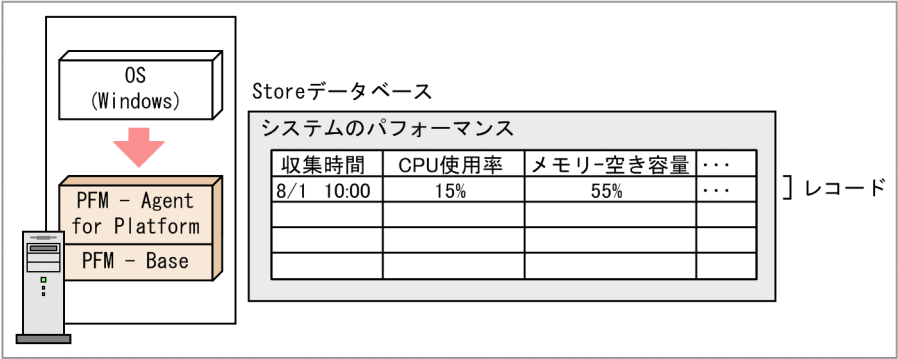 OS
(Windows)
PFM - Agent
for Platform
PFM - Base
Storeデータベース
システムのパフォーマンス
収集時間 CPU使用率 メモリ-空き容量 ･･･
8/1 10:00 15% 55% ･･･
レコード